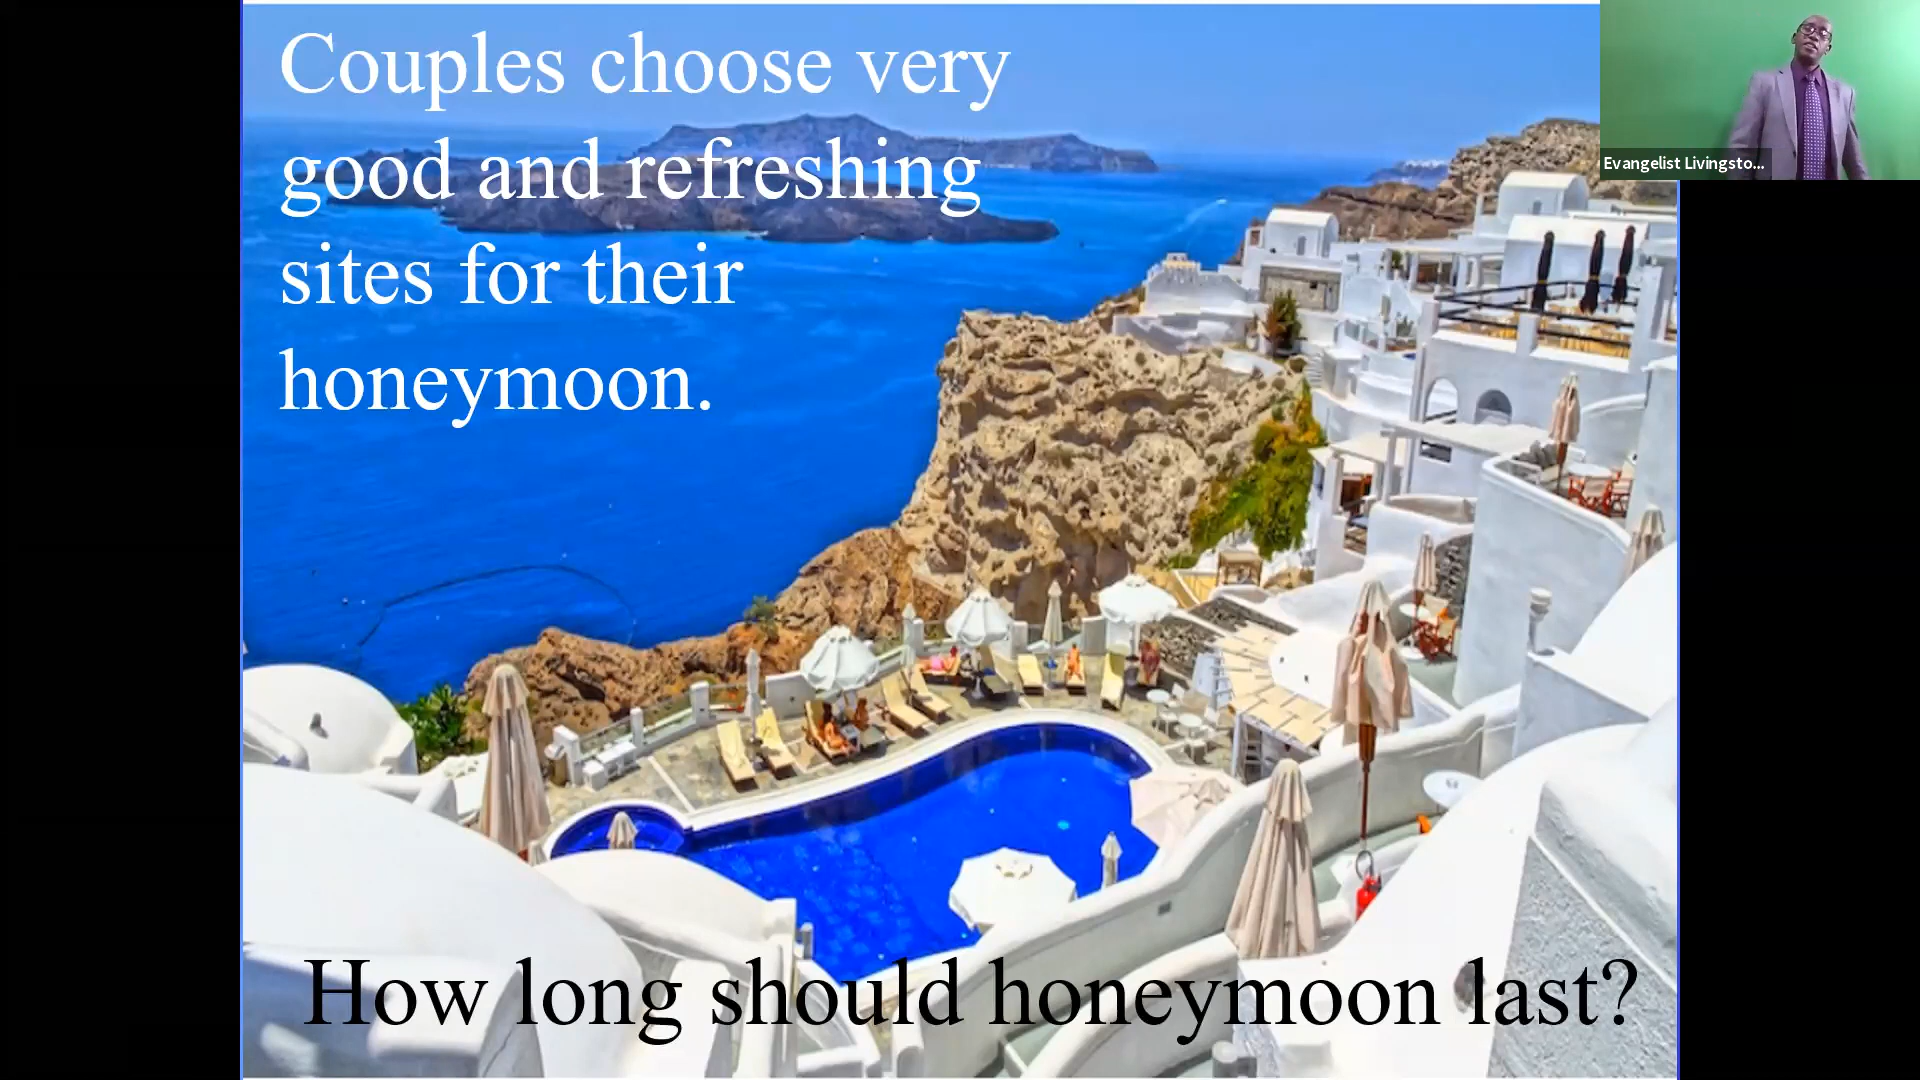 Couples choose very
good and refreshing
sites for their
honeymoon.
Evangelist Livingsto...
How long should honeymoon last?